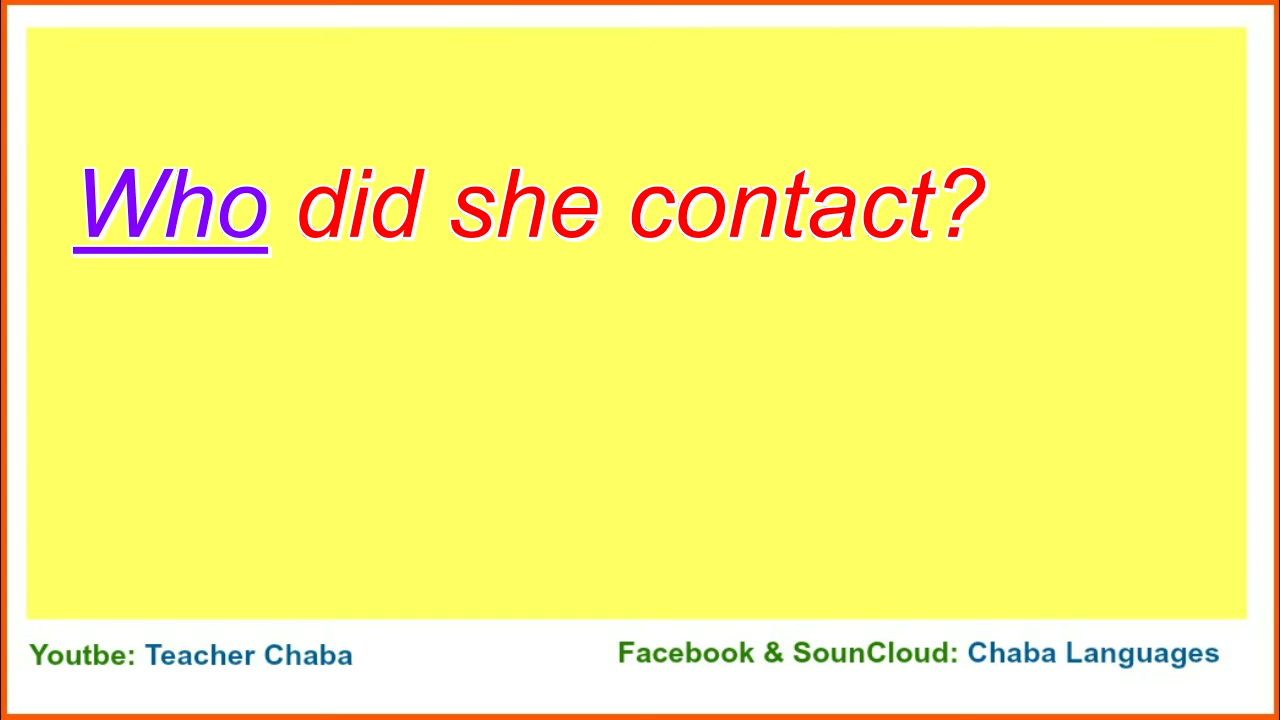 Who did she contact?
Youtbe: Teacher Chaba
Facebook & SounCloud: Chaba Languages